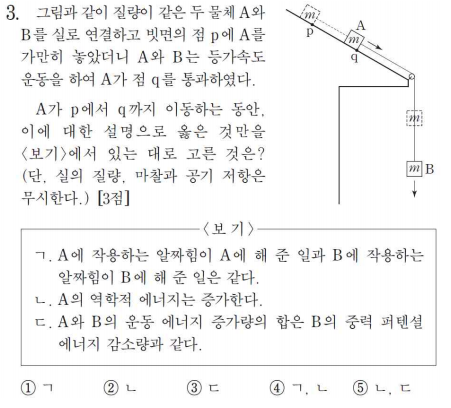 3. 그림과 같이 질량이 같은 두 물체 A와
B를 실로 연결하고 빗면의 점 p에 A를
가만히 놓았더니 A와 B는 등가속도
운동을 하여 A가 점 q를 통과하였다.
A가 p에서 q까지 이동하는 동안,
이에 대한 설명으로 옳은 것만을
<보기>에서 있는 대로 고른 것은?
(단, 실의 질량, 마찰과 공기 저항은
무시한다.) [3점]
m
A
m
p
q
m
m B
<보 기>
ㄱ. A에 작용하는 알짜힘이 A에 해 준 일과 B에 작용하는
알짜힘이 B에 해 준 일은 같다.
ㄴ. A의 역학적 에너지는 증가한다.
ㄷ. A와 B의 운동 에너지 증가량의 합은 B의 중력 퍼텐셜
에너지 감소량과 같다.
① ㄱ ② ㄴ ③ ㄷ ④ ㄱ, ㄴ ⑤ ㄴ, ㄷ